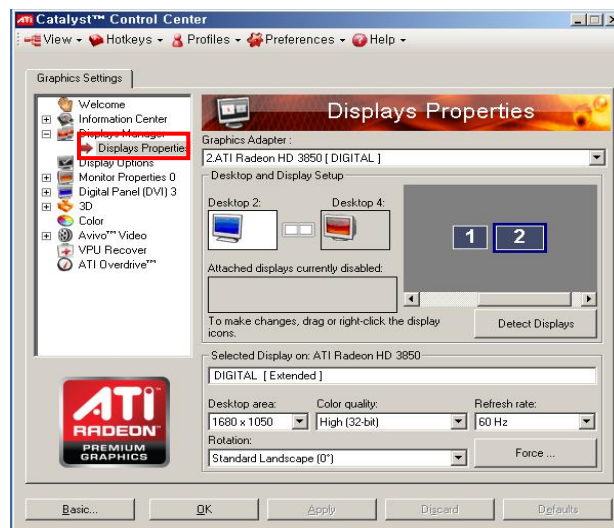 ATI Catalyst™ Control Center
View Hotkeys Profiles Preferences Help
Graphics Settings
Welcome
Information Center
Displays Manager
Displays Propertie
Display Options
Monitor Properties 0
Digital Panel (DVI) 3
3D
Color
Avivo™ Video
VPU Recover
ATI Overdrive™
ATI
RADEON™
PREMIUM
GRAPHICS
Displays Properties
Graphics Adapter :
2.ATI Radeon HD 3850 [ DIGITAL ]
Desktop and Display Setup
Desktop 2: Desktop 4:
1 2
Attached displays currently disabled:
To make changes, drag or right-click the display
icons.
Detect Displays
Selected Display on: ATI Radeon HD 3850
DIGITAL [ Extended ]
Desktop area: Color quality: Refresh rate:
1680 x 1050 High (32-bit) 60 Hz
Rotation:
Standard Landscape (0°) Force ...
Basic... OK Apply Discard Defaults